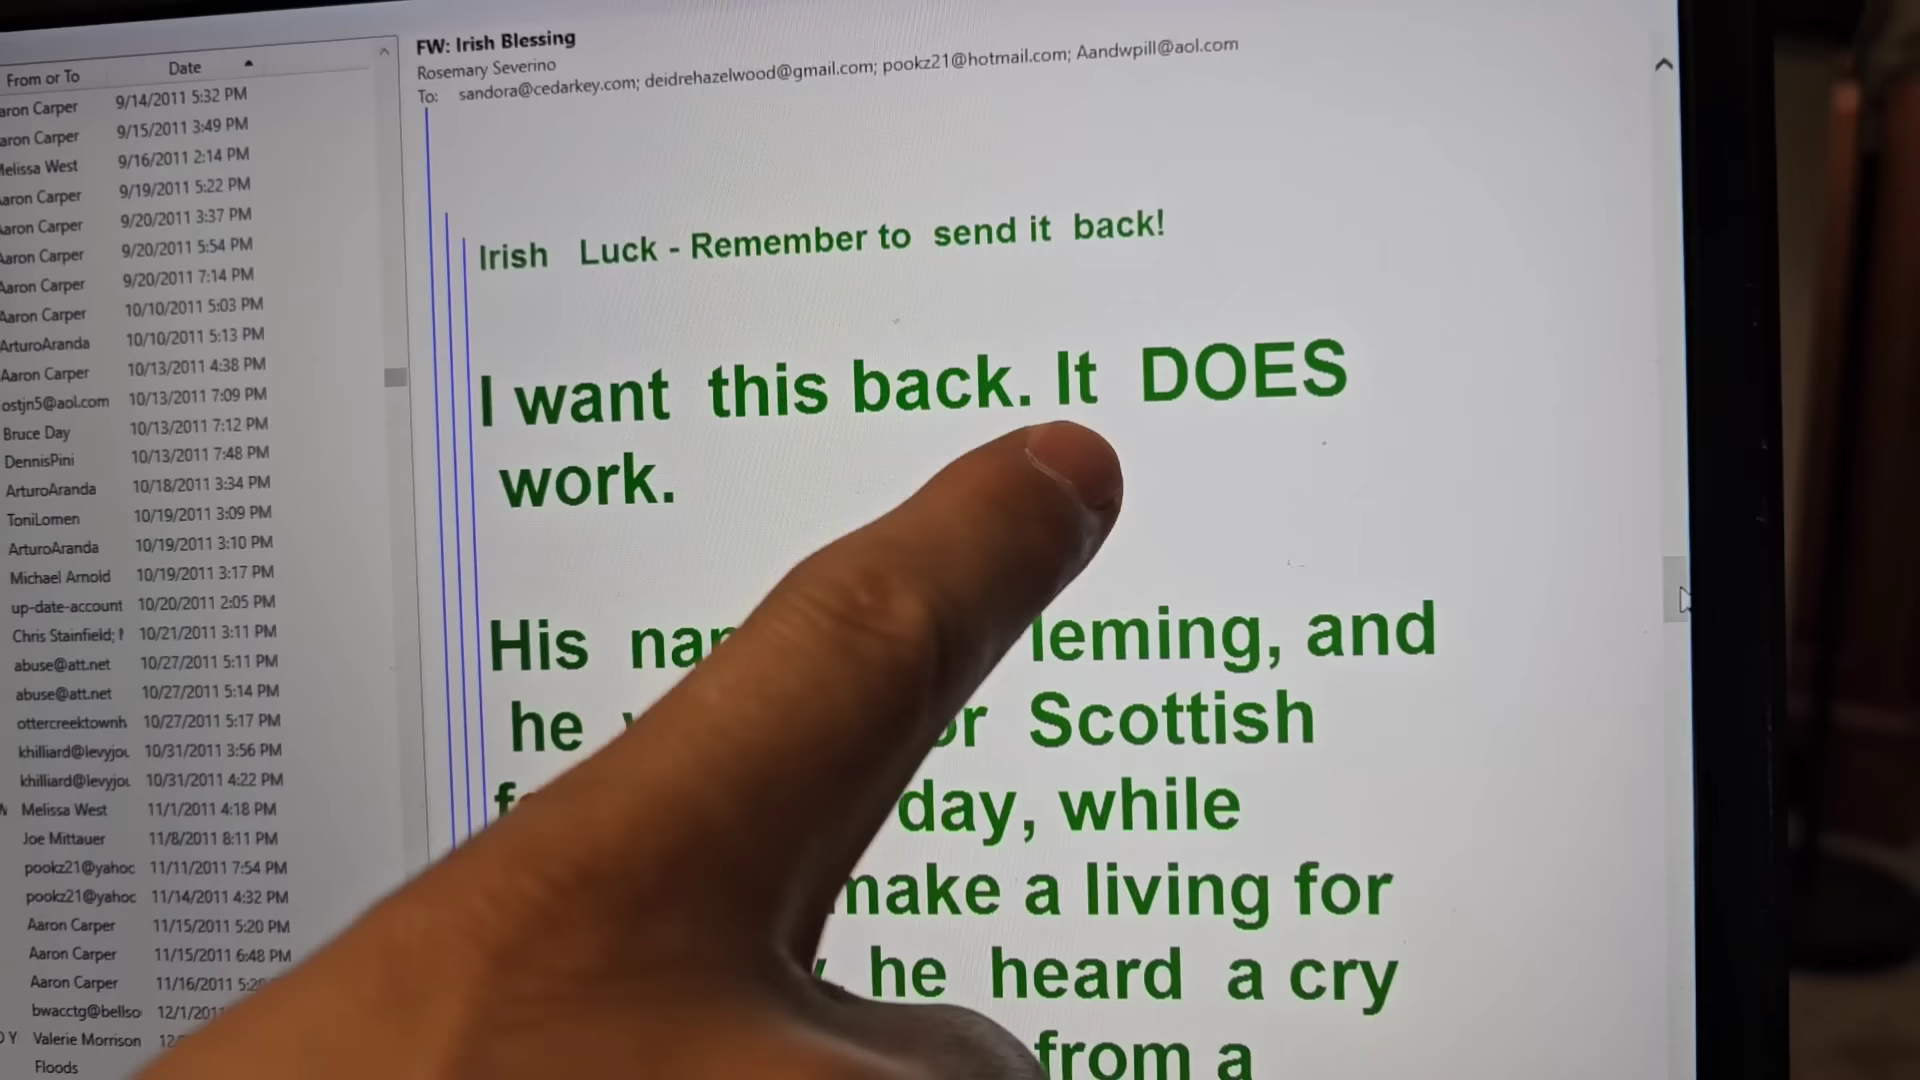 From or To Date
aron Carper 9/14/2011 5:32 PM
aron Carper 9/15/2011 3:49 PM
Melissa West 9/16/2011 2:14 PM
aron Carper 9/19/2011 5:22 PM
Aaron Carper 9/20/2011 3:37 PM
Aaron Carper 9/20/2011 5:54 PM
Aaron Carper 9/20/2011 7:14 PM
Aaron Carper 10/10/2011 5:03 PM
ArturoAranda 10/10/2011 5:13 PM
Aaron Carper 10/13/2011 4:38 PM
ostjn5@aol.com 10/13/2011 7:09 PM
Bruce Day 10/13/2011 7:12 PM
DennisPini 10/13/2011 7:48 PM
ArturoAranda 10/18/2011 3:34 PM
ToniLomen 10/19/2011 3:09 PM
ArturoAranda 10/19/2011 3:10 PM
Michael Arnold 10/19/2011 3:17 PM
up-date-account 10/20/2011 2:05 PM
Chris Stainfield; 10/21/2011 3:11 PM
abuse@att.net 10/27/2011 5:11 PM
abuse@att.net 10/27/2011 5:14 PM
ottercreektownh 10/27/2011 5:17 PM
khilliard@levyjou 10/31/2011 3:56 PM
khilliard@levyjou 10/31/2011 4:22 PM
Melissa West 11/1/2011 4:18 PM
Joe Mittauer 11/8/2011 8:11 PM
pookz21@yahoc 11/11/2011 7:54 PM
pookz21@yahoc 11/14/2011 4:32 PM
Aaron Carper 11/15/2011 5:20 PM
Aaron Carper 11/15/2011 6:48 PM
Aaron Carper 11/16/2011
bwacctg@bellso 12/1/201
Valerie Morrison
Floods
FW: Irish Blessing
Rosemary Severino
To: sandora@cedarkey.com; deidrehazelwood@gmail.com; pookz21@hotmail.com; Aandwpill@aol.com
Irish Luck - Remember to send it back!
I want this back. It DOES
work.
His leming, and
he Scottish
day, while
make a living for
he heard a cry
from a